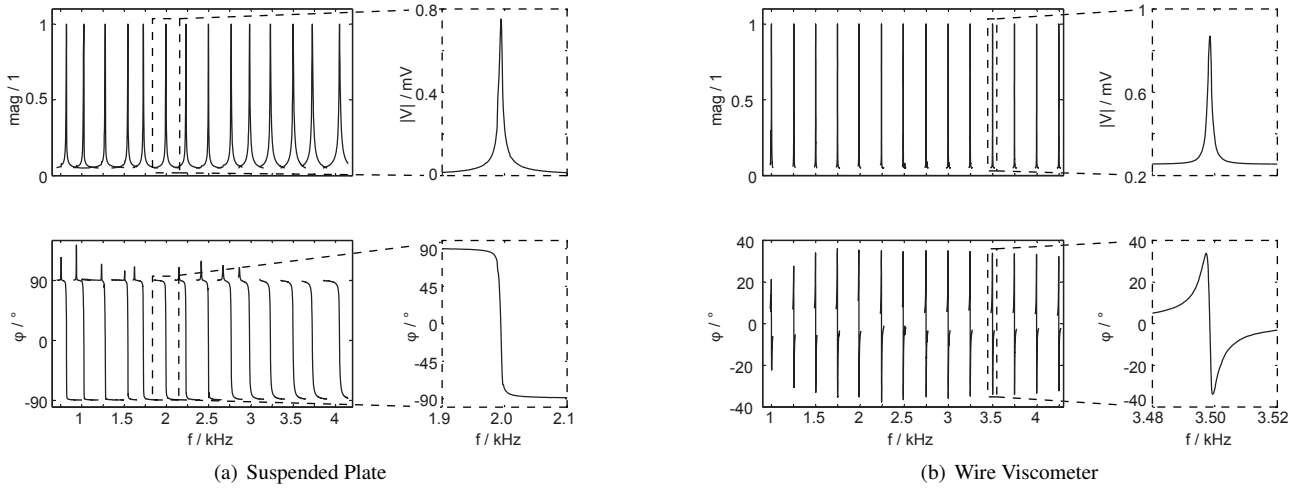 1
0.5
0
mag / 1
0.8
0.4
0
|V| / mV
90
0
-90
φ / °
1 1.5 2 2.5 3 3.5 4
f / kHz
90
45
0
-45
-90
φ / °
1.9 2.0 2.1
f / kHz
(a) Suspended Plate
1
0.5
0
mag / 1
1
0.6
0.2
|V| / mV
40
20
0
-20
-40
φ / °
1 1.5 2 2.5 3 3.5 4
f / kHz
40
20
0
-20
-40
φ / °
3.48 3.50 3.52
f / kHz
(b) Wire Viscometer